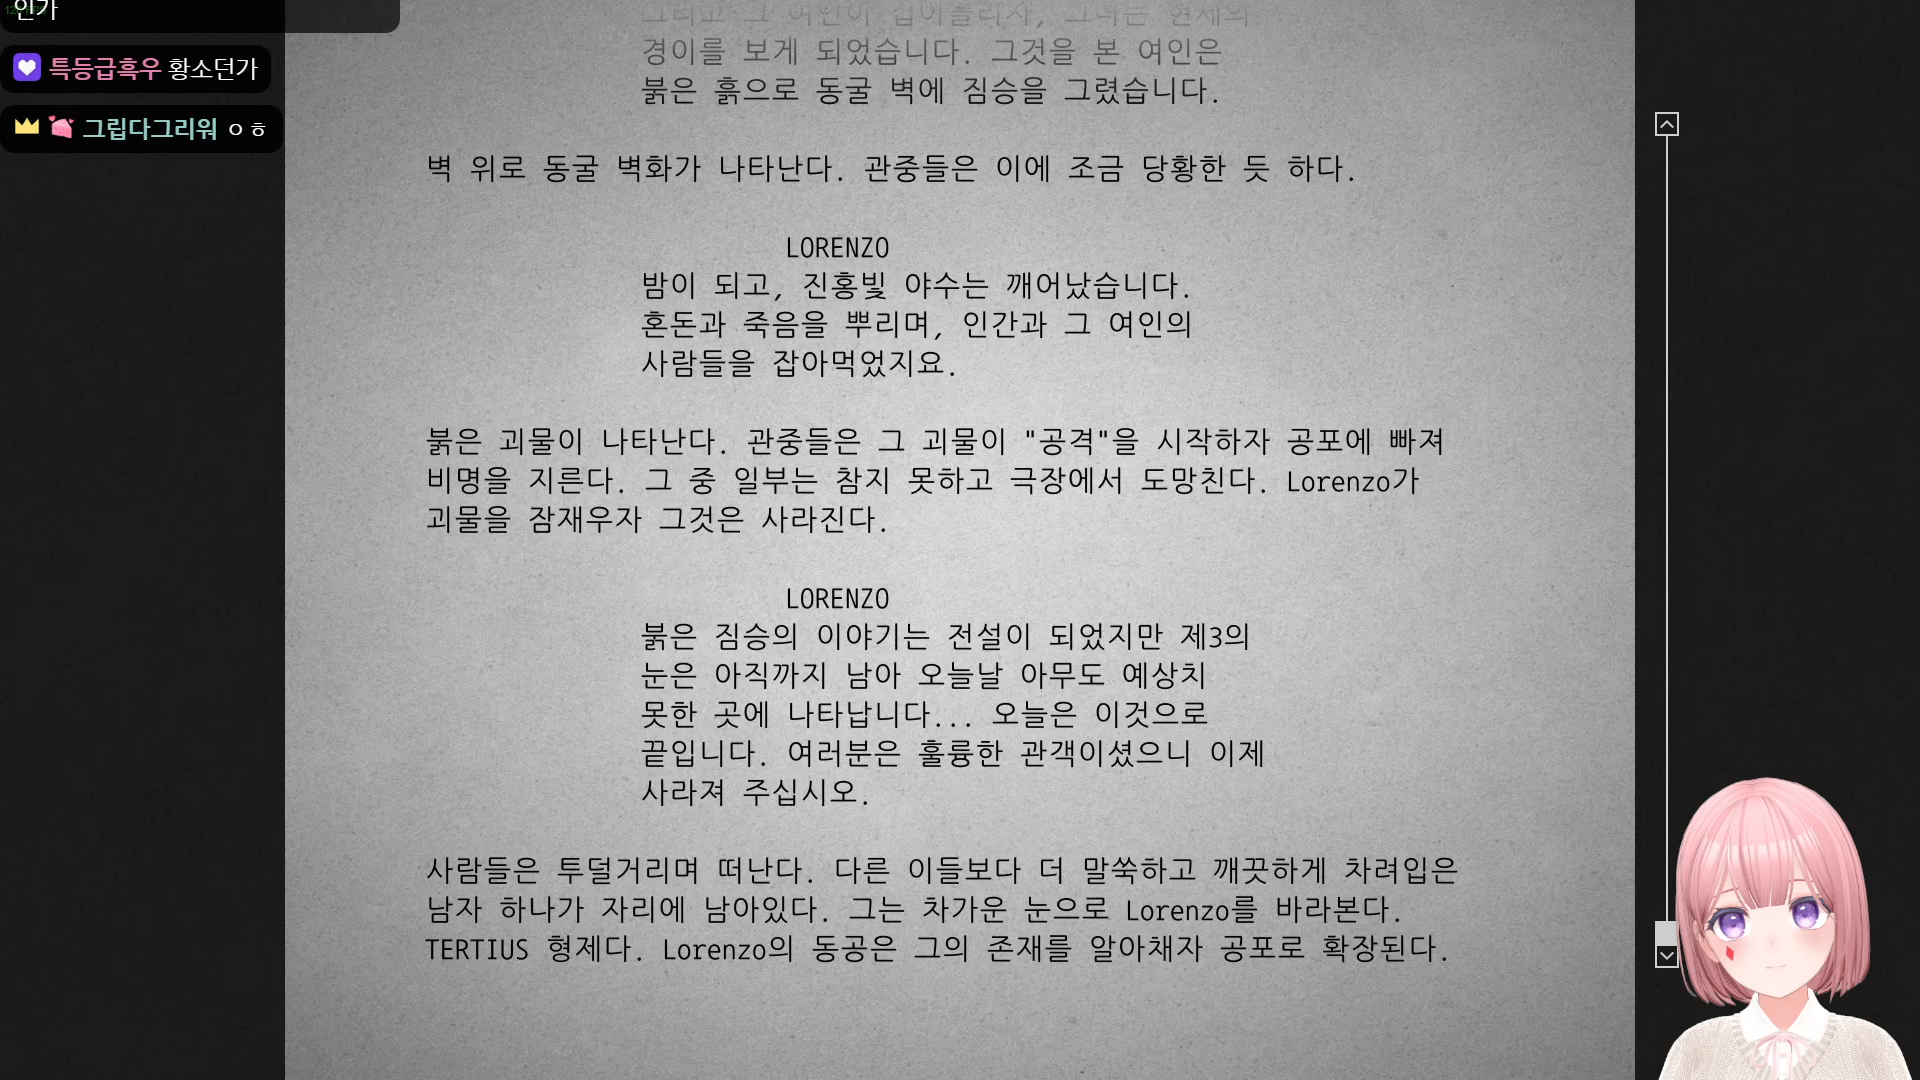 인가
특등급흑우 황소던가
그립다그리워 ㅇㅎ
그리고 그 여인이 집어올리자, 그녀는 현세의
경이를 보게 되었습니다. 그것을 본 여인은
붉은 흙으로 동굴 벽에 짐승을 그렸습니다.
벽 위로 동굴 벽화가 나타난다. 관중들은 이에 조금 당황한 듯 하다.
LORENZO
밤이 되고, 진홍빛 야수는 깨어났습니다.
혼돈과 죽음을 뿌리며, 인간과 그 여인의
사람들을 잡아먹었지요.
붉은 괴물이 나타난다. 관중들은 그 괴물이 "공격"을 시작하자 공포에 빠져
비명을 지른다. 그 중 일부는 참지 못하고 극장에서 도망친다. Lorenzo가
괴물을 잠재우자 그것은 사라진다.
LORENZO
붉은 짐승의 이야기는 전설이 되었지만 제3의
눈은 아직까지 남아 오늘날 아무도 예상치
못한 곳에 나타납니다... 오늘은 이것으로
끝입니다. 여러분은 훌륭한 관객이셨으니 이제
사라져 주십시오.
사람들은 투덜거리며 떠난다. 다른 이들보다 더 말쑥하고 깨끗하게 차려입은
남자 하나가 자리에 남아있다. 그는 차가운 눈으로 Lorenzo를 바라본다.
TERTIUS 형제다. Lorenzo의 동공은 그의 존재를 알아채자 공포로 확장된다.